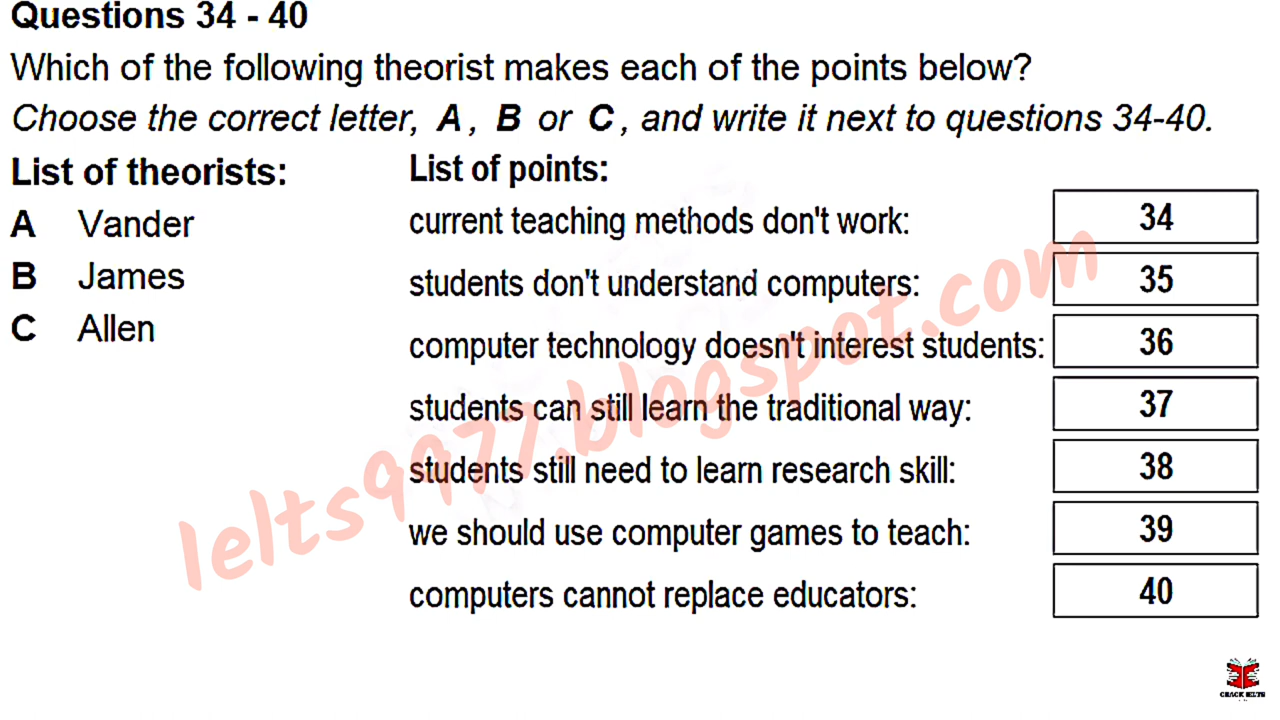 Questions 34 - 40
Which of the following theorist makes each of the points below?
Choose the correct letter, A, B or C, and write it next to questions 34-40.
List of theorists:
A Vander
B James
C Allen
List of points:
current teaching methods don't work: 34
students don't understand computers: 35
computer technology doesn't interest students: 36
students can still learn the traditional way: 37
students still need to learn research skill: 38
we should use computer games to teach: 39
computers cannot replace educators: 40
Ielts9977.blogspot.com
CRACK IELTS